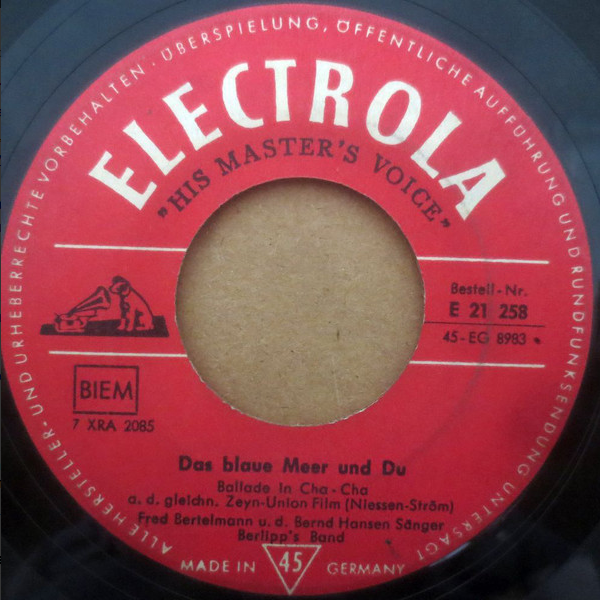 ALLE HERSTELLER- UND URHEBERRECHTE VORBEHALTEN · ÜBERSPIELUNG, ÖFFENTLICHE AUFFÜHRUNG UND RUNDFUNKSENDUNG UNTERSAGT
ELECTROLA
"HIS MASTER'S VOICE"
Bestell-Nr.
E 21 258
45-EG 8983
BIEM
7 XRA 2085
Das blaue Meer und Du
Ballade in Cha-Cha
a. d. gleichn. Zeyn-Union Film (Niessen-Ström)
Fred Bertelmann u. d. Bernd Hansen Sänger
Berlipp's Band
MADE IN 45 GERMANY